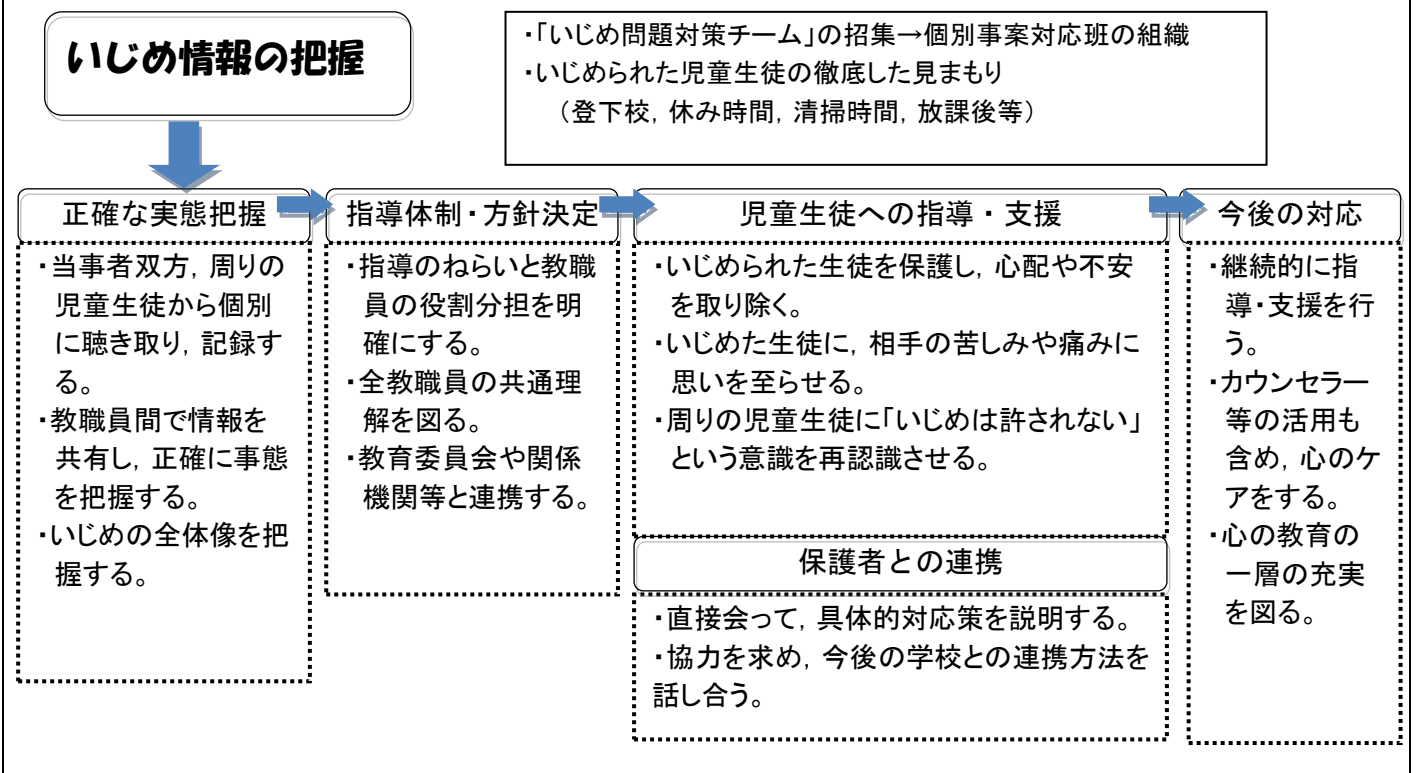 いじめ情報の把握
・「いじめ問題対策チーム」の招集→個別事案対応班の組織
・いじめられた児童生徒の徹底した見まもり
（登下校，休み時間，清掃時間，放課後等）
正確な実態把握
・当事者双方，周りの
児童生徒から個別
に聴き取り，記録す
る。
・教職員間で情報を
共有し，正確に事態
を把握する。
・いじめの全体像を把
握する。
指導体制・方針決定
・指導のねらいと教職
員の役割分担を明
確にする。
・全教職員の共通理
解を図る。
・教育委員会や関係
機関等と連携する。
児童生徒への指導・支援
・いじめられた生徒を保護し，心配や不安
を取り除く。
・いじめた生徒に，相手の苦しみや痛みに
思いを至らせる。
・周りの児童生徒に「いじめは許されない」
という意識を再認識させる。
保護者との連携
・直接会って，具体的対応策を説明する。
・協力を求め，今後の学校との連携方法を
話し合う。
今後の対応
・継続的に指
導・支援を行
う。
・カウンセラー
等の活用も
含め，心のケ
アをする。
・心の教育の
一層の充実
を図る。